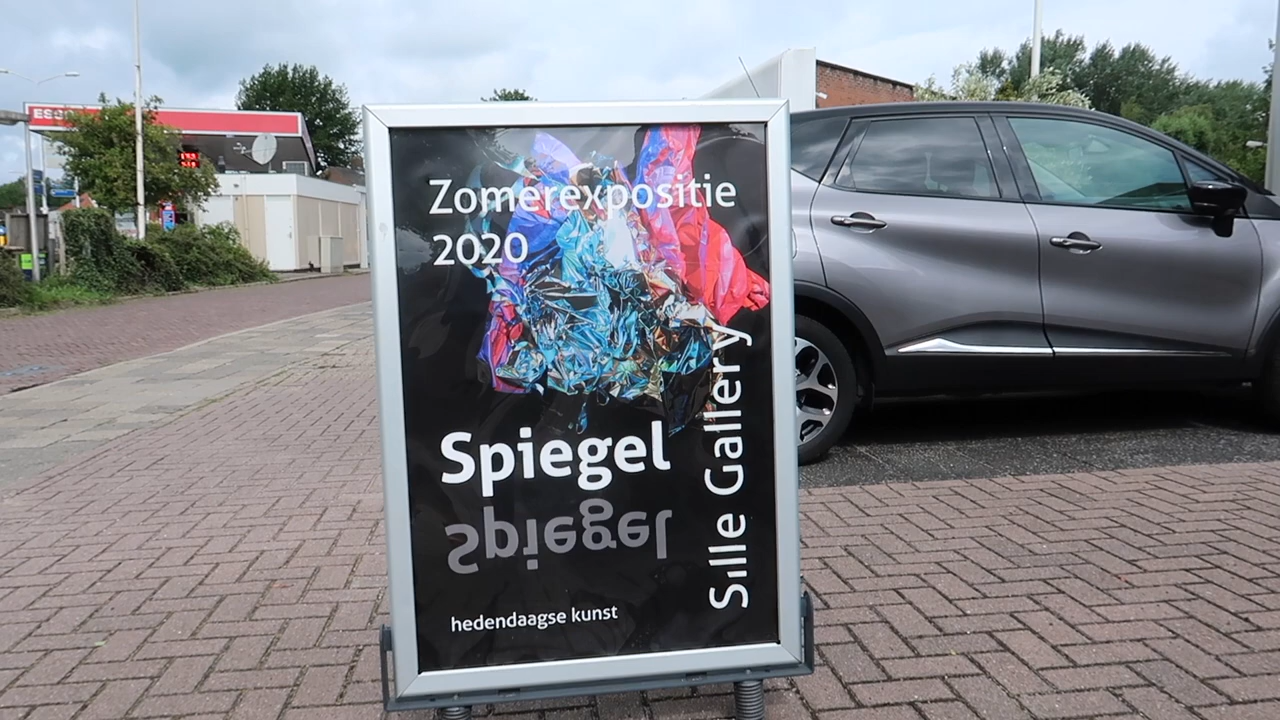 Zomerexpositie
2020
Spiegel
Spiegel
hedendaagse kunst
Sille Gallery